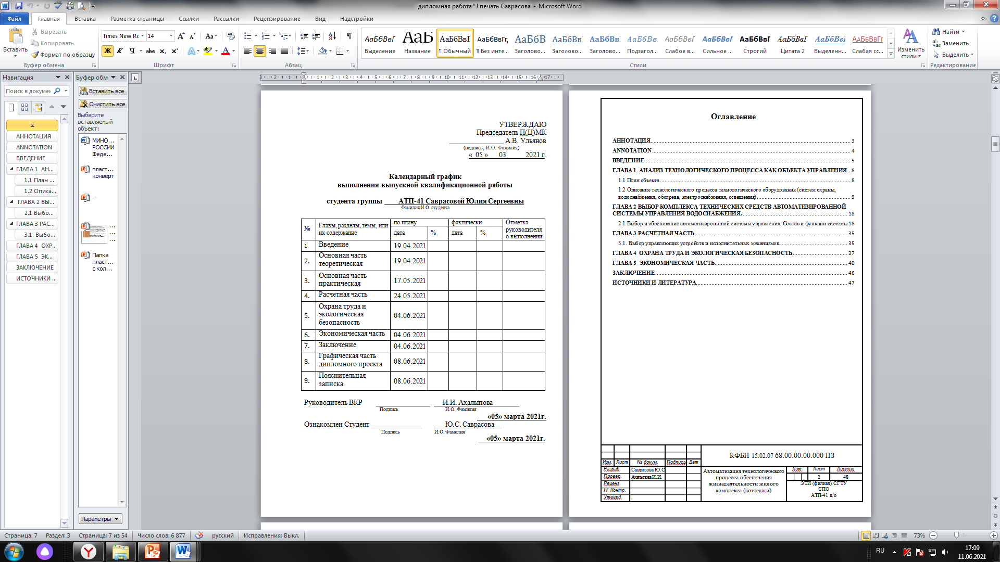 дипломная работа^J печать Саврасова - Microsoft Word
Файл
Главная
Вставка
Разметка страницы
Ссылки
Рассылки
Рецензирование
Вид
Надстройки
Вставить
Вырезать
Копировать
Формат по образцу
Буфер обмена
Times New Rc
14
Ж К Ч abc x₂ x²
Шрифт
Абзац
АаБбВвГ
Выделение
АаБ
Название
АаБбВвГ
¶ Обычный
АаБбВвГг,
¶ Без инте...
АаБбВ
Заголово...
АаБбВв
Заголово...
АаБбВвІ
Заголово...
АаБбВв.
Подзагол...
АаБбВвГ
Слабое в...
АаБбВвІ
Сильное ...
АаБбВвГ
Строгий
АаБбВвГ
Цитата 2
АаБбВвІ
Выделенн...
АаБбВвГг
Слабая сс...
Стили
Изменить
стили
Найти
Заменить
Выделить
Редактирование
Навигация
Поиск в докумен
АННОТАЦИЯ
ANNOTATION
ВВЕДЕНИЕ
ГЛАВА 1 АН...
1.1 План ...
1.2 Описа...
ГЛАВА 2 ВЫ...
2.1 Выбо...
ГЛАВА 3 РАС...
3.1. Выбо...
ГЛАВА 4 ОХР...
ГЛАВА 5 ЭК...
ЗАКЛЮЧЕНИЕ
ИСТОЧНИКИ ...
Буфер обм
Вставить все
Очистить все
Выберите
вставляемый
объект:
МИНО...
РОССИИ
Феде...
пласт...
конверт
–
...
...
...
Папка
пласт...
с кол...
Параметры
3 · 2 · 1 · 1 · 2 · 3 · 4 · 5 · 6 · 7 · 8 · 9 · 10 · 11 · 12 · 13 · 14 · 15 · 16 · 17
УТВЕРЖДАЮ
Председатель П(Ц)МК
_______________ А.В. Ульянов
(подпись, И.О. Фамилия)
« 05 » 03 2021 г.
Календарный график
выполнения выпускной квалификационной работы
студента группы АТП-41 Саврасовой Юлия Сергеевны
Фамилия И.О. студента
№ Главы, разделы, темы, или их содержание по плану фактически Отметка руководителя о выполнении
дата % дата %
1. Введение 19.04.2021
2. Основная часть теоретическая 19.04.2021
3. Основная часть практическая 17.05.2021
4. Расчетная часть 24.05.2021
5. Охрана труда и экологическая безопасность 04.06.2021
6. Экономическая часть 04.06.2021
7. Заключение 04.06.2021
8. Графическая часть дипломного проекта 08.06.2021
9. Пояснительная записка 08.06.2021
Руководитель ВКР _______________ И.И. Ахалыпова
Подпись И.О. Фамилия
«05» марта 2021г.
Ознакомлен Студент ______________ Ю.С. Саврасова
Подпись И.О. Фамилия
«05» марта 2021г.
Оглавление
АННОТАЦИЯ 3
ANNOTATION 4
ВВЕДЕНИЕ 5
ГЛАВА 1 АНАЛИЗ ТЕХНОЛОГИЧЕСКОГО ПРОЦЕССА КАК ОБЪЕКТА УПРАВЛЕНИЯ .. 8
1.1 План объекта 8
1.2 Описание технологического процесса технологического оборудования (систем охраны,
водоснабжения, обогрева, электроснабжения, освещения) 9
ГЛАВА 2 ВЫБОР КОМПЛЕКСА ТЕХНИЧЕСКИХ СРЕДСТВ АВТОМАТИЗИРОВАННОЙ
СИСТЕМЫ УПРАВЛЕНИЯ ВОДОСНАБЖЕНИЯ. 18
2.1 Выбор и обоснование автоматизированной системы управления. Состав и функции системы 18
ГЛАВА 3 РАСЧЕТНАЯ ЧАСТЬ 35
3.1. Выбор управляющих устройств и исполнительных механизмов 35
ГЛАВА 4 ОХРАНА ТРУДА И ЭКОЛОГИЧЕСКАЯ БЕЗОПАСНОСТЬ 37
ГЛАВА 5 ЭКОНОМИЧЕСКАЯ ЧАСТЬ 40
ЗАКЛЮЧЕНИЕ 46
ИСТОЧНИКИ И ЛИТЕРАТУРА 47
КФБН 15.02.07 68.00.00.00.000 ПЗ
Изм. Лист № докум. Подпись Дат
Разраб. Саврасова Ю.С
Провер. Ахалыпова И.И.
Реценз.
Н. Контр.
Утверд.
Автоматизация технологического
процесса обеспечения
жизнедеятельности жилого
комплекса (коттеджи)
Лит. Лист Листов
2 48
ЭТИ (филиал) СГТУ
СПО
АТП-41 д/о
Страница: 7
Раздел: 3
Страница: 7 из 54
Число слов: 6 877
русский
Исправления: Выкл.
73%
RU
17:09
11.06.2021